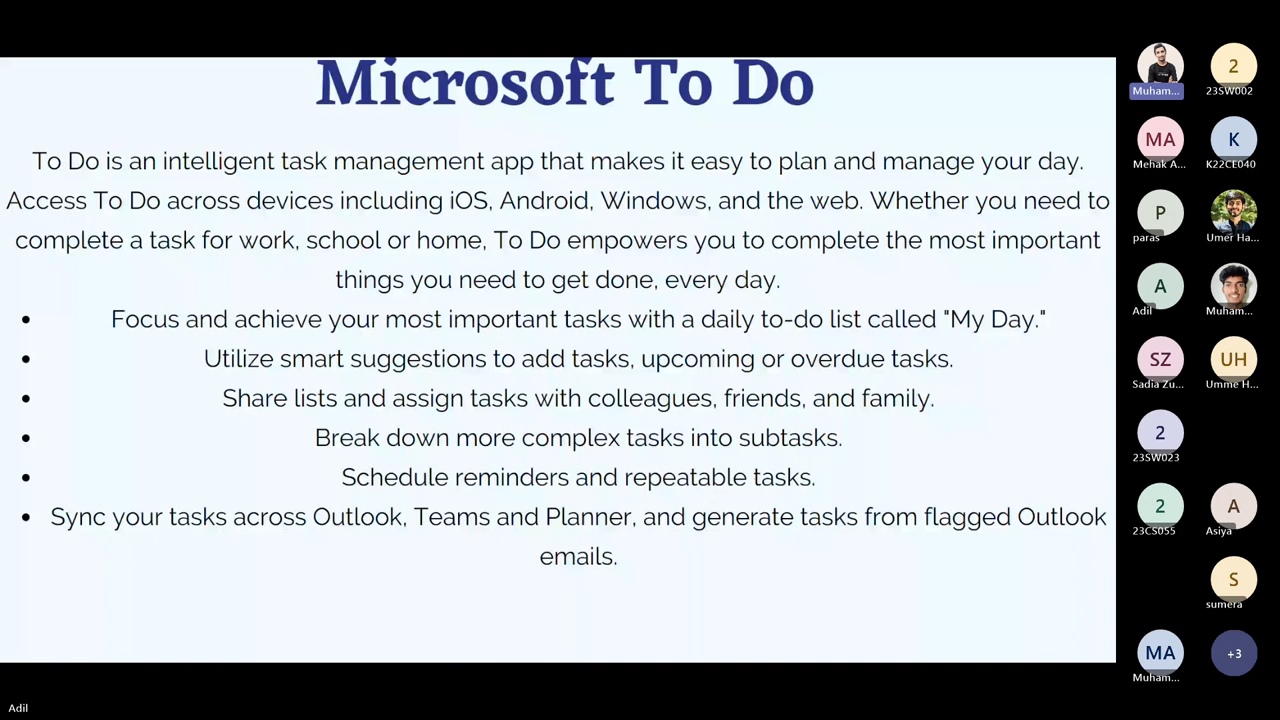 Microsoft To Do
To Do is an intelligent task management app that makes it easy to plan and manage your day.
Access To Do across devices including iOS, Android, Windows, and the web. Whether you need to
complete a task for work, school or home, To Do empowers you to complete the most important
things you need to get done, every day.
• Focus and achieve your most important tasks with a daily to-do list called "My Day."
• Utilize smart suggestions to add tasks, upcoming or overdue tasks.
• Share lists and assign tasks with colleagues, friends, and family.
• Break down more complex tasks into subtasks.
• Schedule reminders and repeatable tasks.
• Sync your tasks across Outlook, Teams and Planner, and generate tasks from flagged Outlook
emails.
2
Muham...
23SW002
MA
K
Mehak A...
K22CE040
P
paras
Umer Ha...
A
Adil
Muham...
SZ
UH
Sadia Zu...
Umme H...
2
23SW023
2
A
23CS055
Asiya
S
sumera
MA
+3
Muham...
Adil